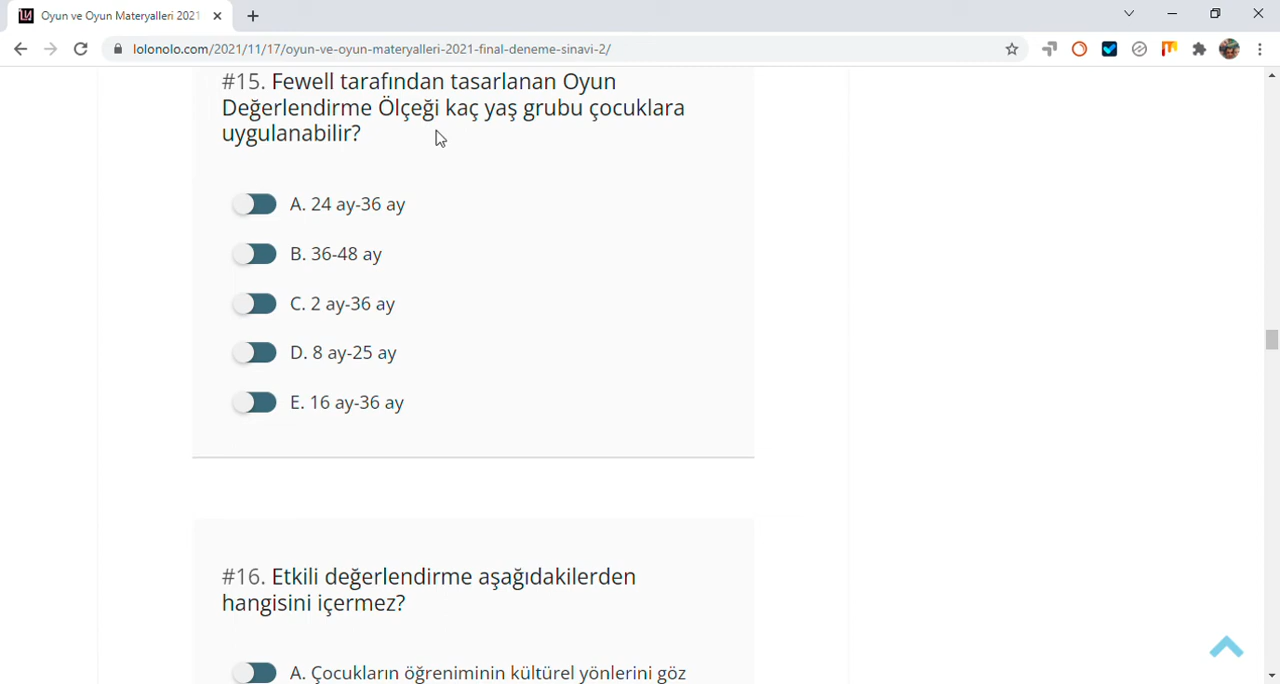 Oyun ve Oyun Materyalleri 2021
lolonolo.com/2021/11/17/oyun-ve-oyun-materyalleri-2021-final-deneme-sinavi-2/
#15. Fewell tarafından tasarlanan Oyun
Değerlendirme Ölçeği kaç yaş grubu çocuklara
uygulanabilir?
A. 24 ay-36 ay
B. 36-48 ay
C. 2 ay-36 ay
D. 8 ay-25 ay
E. 16 ay-36 ay
#16. Etkili değerlendirme aşağıdakilerden
hangisini içermez?
A. Çocukların öğreniminin kültürel yönlerini göz